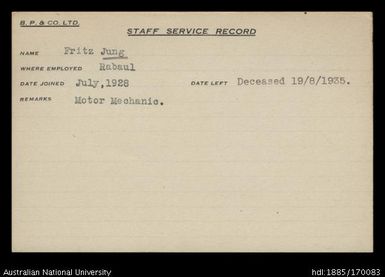 B. P. & CO. LTD.
STAFF SERVICE RECORD
NAME Fritz Jung
WHERE EMPLOYED Rabaul
DATE JOINED July, 1928 DATE LEFT Deceased 19/8/1935.
REMARKS Motor Mechanic.
Australian National University hdl:1885/170083